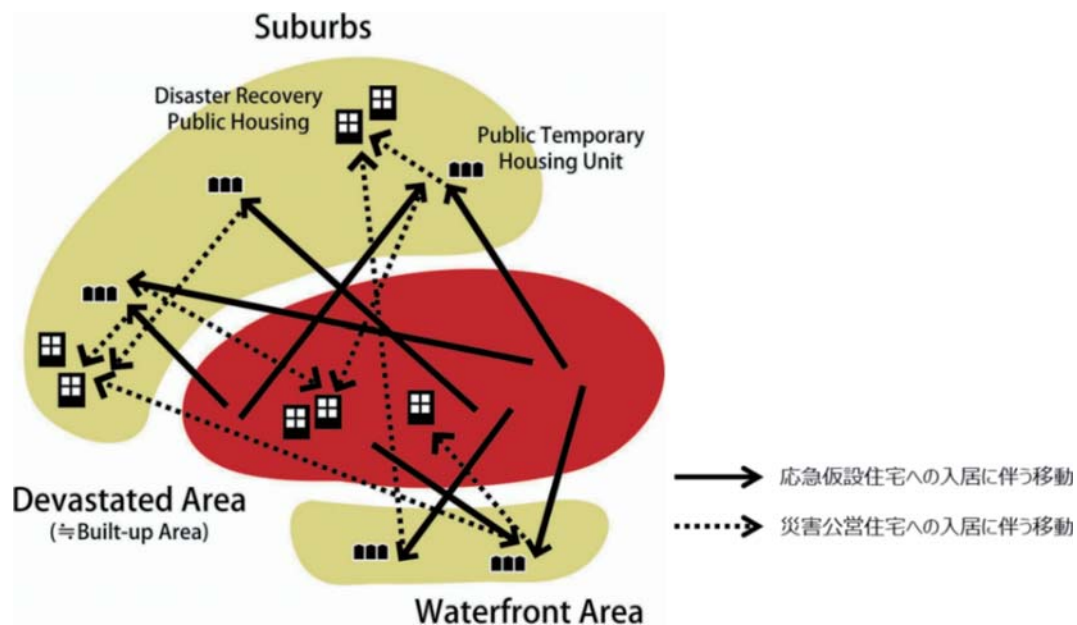 Suburbs
Disaster Recovery
Public Housing
Public Temporary
Housing Unit
Devastated Area
(≒Built-up Area)
Waterfront Area
応急仮設住宅への入居に伴う移動
災害公営住宅への入居に伴う移動